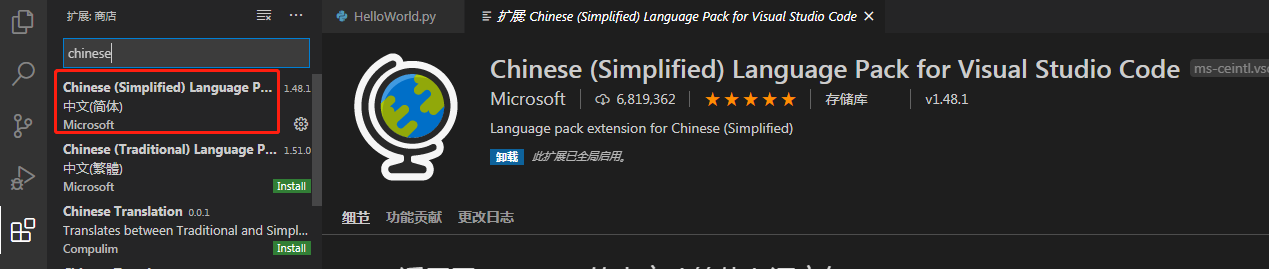 扩展: 商店
chinese
Chinese (Simplified) Language P... 1.48.1
中文(简体)
Microsoft
Chinese (Traditional) Language P... 1.51.0
中文(繁體)
Microsoft Install
Chinese Translation 0.0.1
Translates between Traditional and Simpl...
Compulim Install
HelloWorld.py
扩展: Chinese (Simplified) Language Pack for Visual Studio Code
Chinese (Simplified) Language Pack for Visual Studio Code ms-ceintl.vsc
Microsoft 6,819,362 存储库 v1.48.1
Language pack extension for Chinese (Simplified)
卸载 此扩展已全局启用。
细节 功能贡献 更改日志